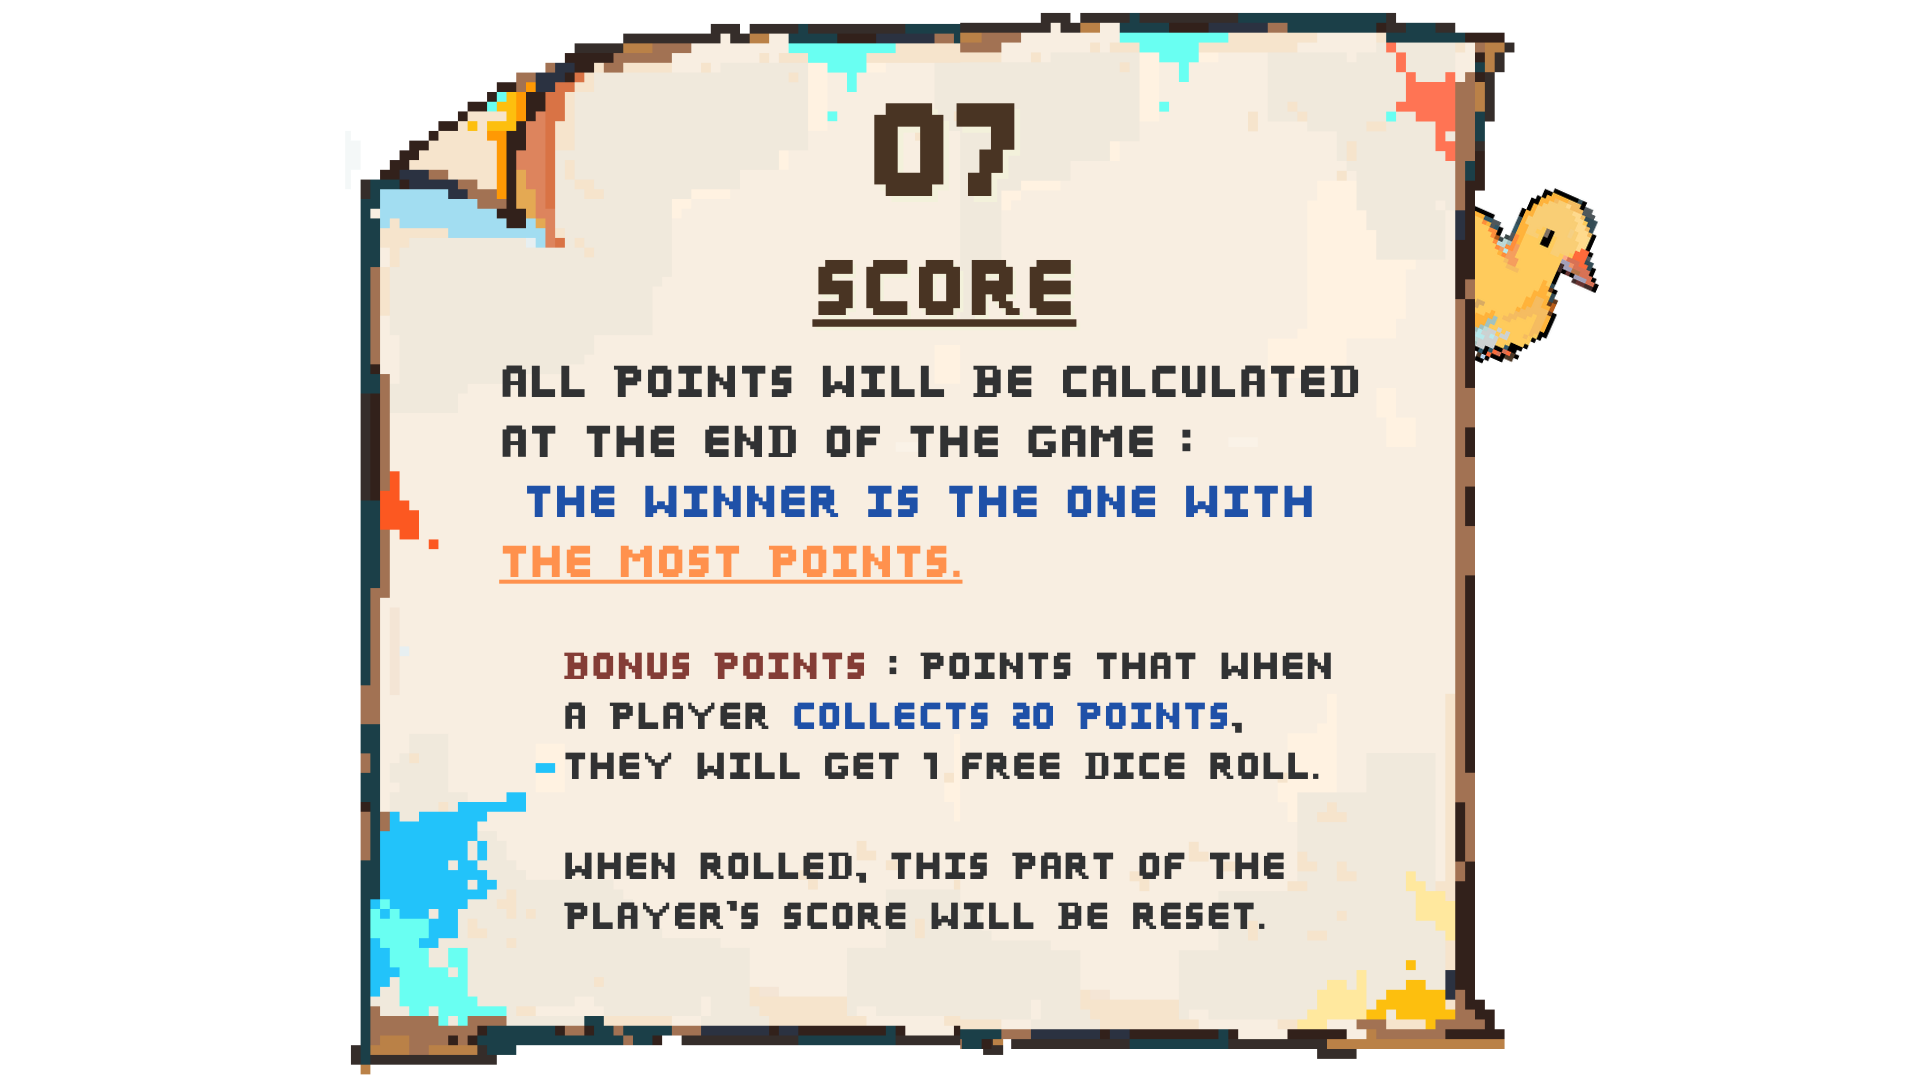 07
SCORE
ALL POINTS WILL BE CALCULATED
AT THE END OF THE GAME :
THE WINNER IS THE ONE WITH
THE MOST POINTS.
BONUS POINTS : POINTS THAT WHEN
A PLAYER COLLECTS 20 POINTS,
THEY WILL GET 1 FREE DICE ROLL.
WHEN ROLLED, THIS PART OF THE
PLAYER'S SCORE WILL BE RESET.